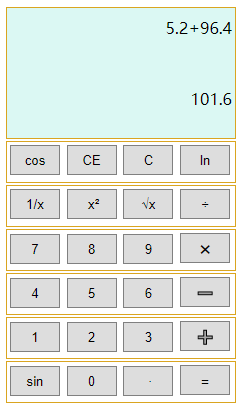 5.2+96.4
101.6
cos CE C ln
1/x x² √x ÷
7 8 9 ×
4 5 6 −
1 2 3 +
sin 0 · =